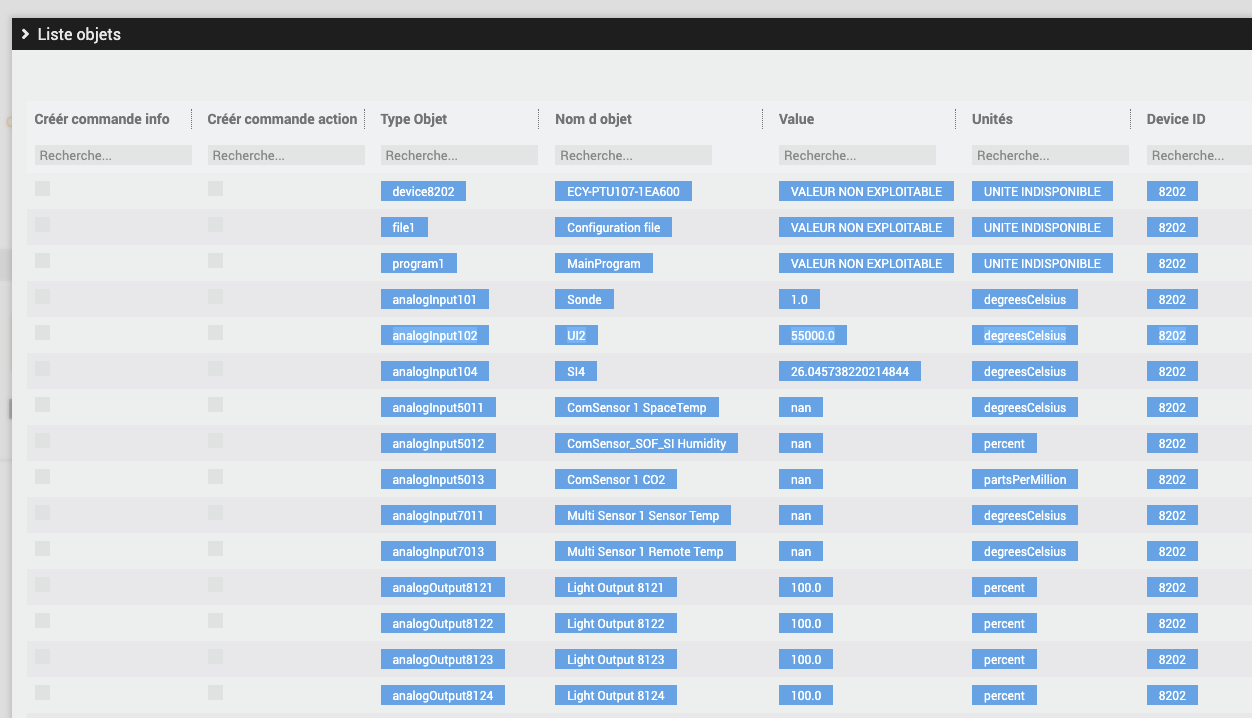 Liste objets
Créér commande info Créér commande action Type Objet Nom d objet Value Unités Device ID
Recherche... Recherche... Recherche... Recherche... Recherche... Recherche... Recherche...
device8202 ECY-PTU107-1EA600 VALEUR NON EXPLOITABLE UNITE INDISPONIBLE 8202
file1 Configuration file VALEUR NON EXPLOITABLE UNITE INDISPONIBLE 8202
program1 MainProgram VALEUR NON EXPLOITABLE UNITE INDISPONIBLE 8202
analogInput101 Sonde 1.0 degreesCelsius 8202
analogInput102 UI2 55000.0 degreesCelsius 8202
analogInput104 SI4 26.045738220214844 degreesCelsius 8202
analogInput5011 ComSensor 1 SpaceTemp nan degreesCelsius 8202
analogInput5012 ComSensor_SOF_SI Humidity nan percent 8202
analogInput5013 ComSensor 1 CO2 nan partsPerMillion 8202
analogInput7011 Multi Sensor 1 Sensor Temp nan degreesCelsius 8202
analogInput7013 Multi Sensor 1 Remote Temp nan degreesCelsius 8202
analogOutput8121 Light Output 8121 100.0 percent 8202
analogOutput8122 Light Output 8122 100.0 percent 8202
analogOutput8123 Light Output 8123 100.0 percent 8202
analogOutput8124 Light Output 8124 100.0 percent 8202